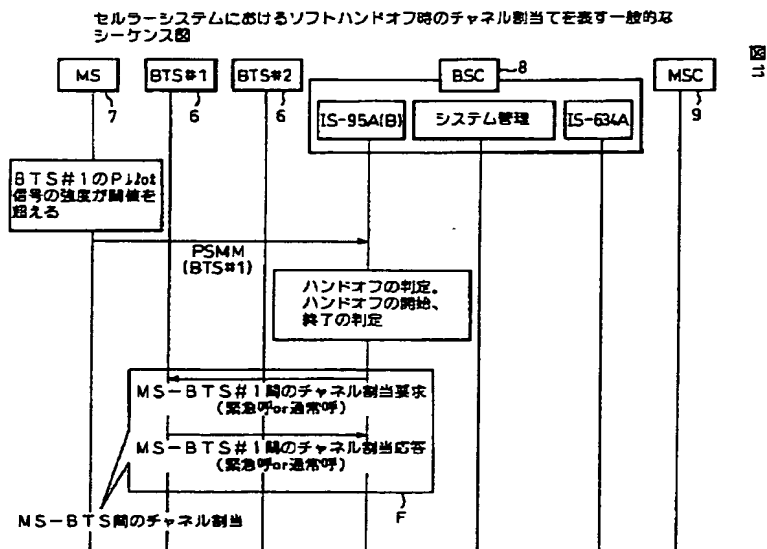 セルラーシステムにおけるソフトハンドオフ時のチャネル割当てを表す一般的な
シーケンス図
図11
MS
BTS#1
BTS#2
BSC
8
MSC
7
6
6
9
IS-95A(B)
システム管理
IS-634A
BTS#1のPilot
信号の強度が閾値を
超える
PSMM
(BTS#1)
ハンドオフの判定。
ハンドオフの開始、
終了の判定
MS-BTS#1間のチャネル割当要求
(緊急呼or通常呼)
MS-BTS#1間のチャネル割当応答
(緊急呼or通常呼)
F
MS-BTS間のチャネル割当